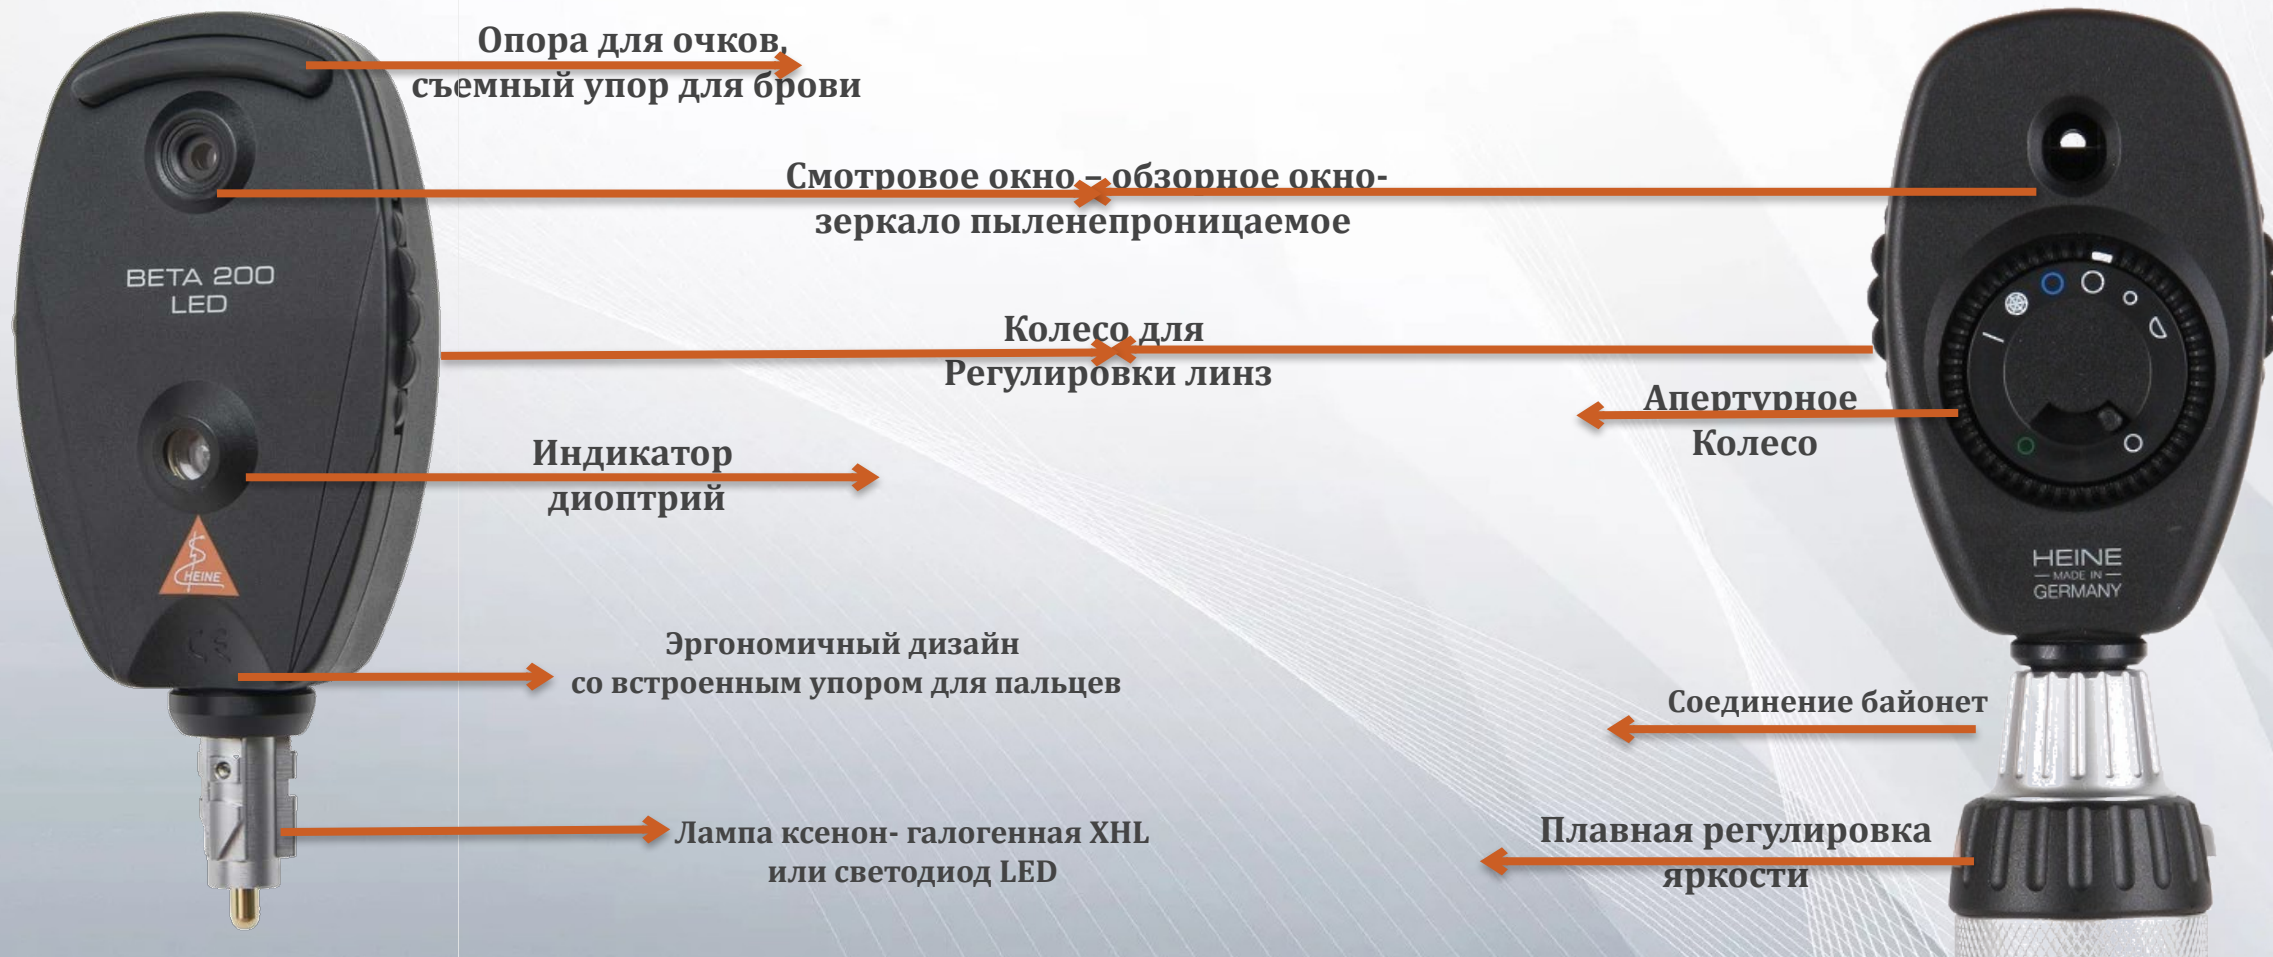 Опора для очков,
съемный упор для брови
Смотровое окно – обзорное окно-
зеркало пыленепроницаемое
BETA 200
LED
Колесо для
Регулировки линз
Апертурное
Колесо
Индикатор
диоптрий
HEINE
HEINE
MADE IN
GERMANY
CE
Эргономичный дизайн
со встроенным упором для пальцев
Соединение байонет
Лампа ксенон- галогенная XHL
или светодиод LED
Плавная регулировка
яркости